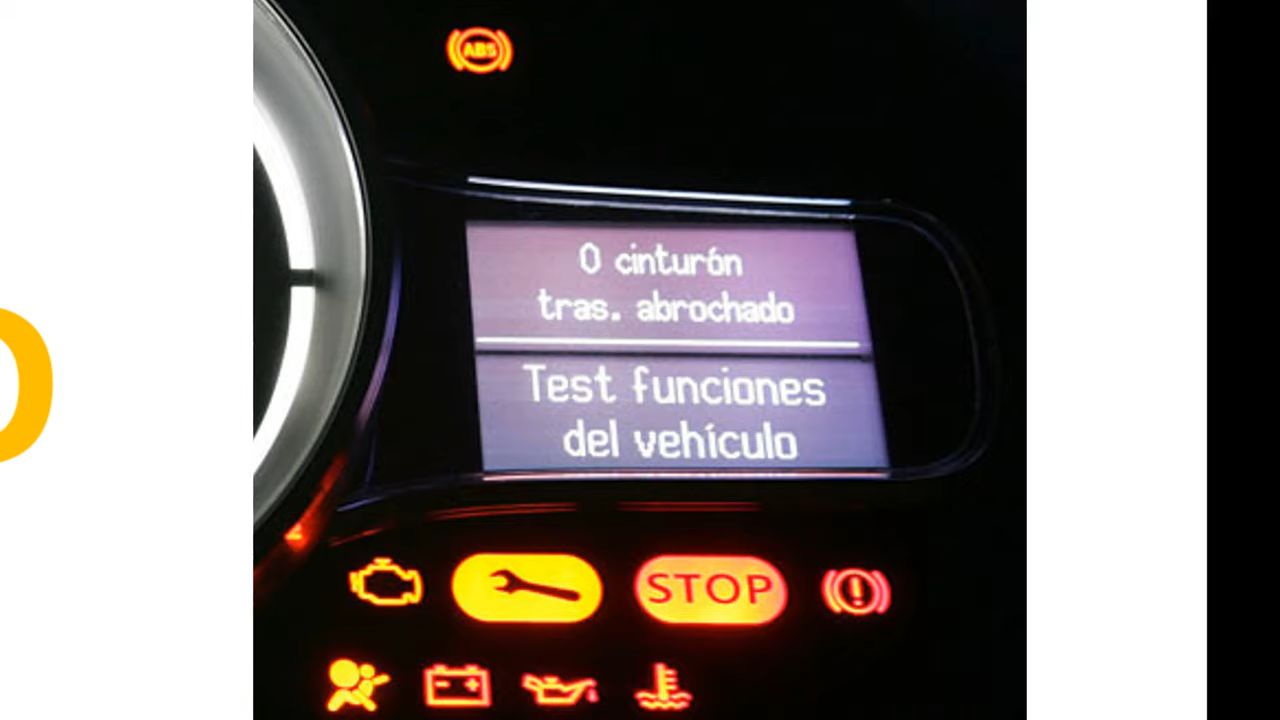 ABS
0 cinturón
tras. abrochado
Test funciones
del vehículo
STOP